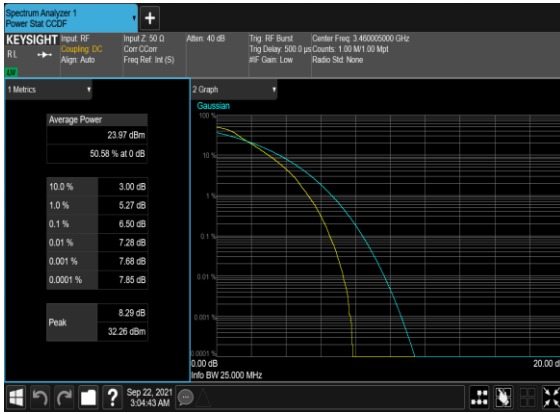 Spectrum Analyzer 1
Power Stat CCDF
KEYSIGHT
RL
LV
Input: RF
Coupling: DC
Align: Auto
Input Z: 50 Ω
Corr CCorr
Freq Ref: Int (S)
Atten: 40 dB
Trig: RF Burst
Trig Delay: 500.0 µs
#IF Gain: Low
Center Freq: 3.460005000 GHz
Counts: 1.00 M/1.00 Mpt
Radio Std: None
1 Metrics
Average Power
23.97 dBm
50.58 % at 0 dB
10.0 % 3.00 dB
1.0 % 5.27 dB
0.1 % 6.50 dB
0.01 % 7.28 dB
0.001 % 7.68 dB
0.0001 % 7.85 dB
Peak
8.29 dB
32.26 dBm
2 Graph
Gaussian
100 %
10 %
1 %
0.1 %
0.01 %
0.001 %
0.0001 %
0.00 dB
20.00 d
Info BW 25.000 MHz
Sep 22, 2021
3:04:43 AM